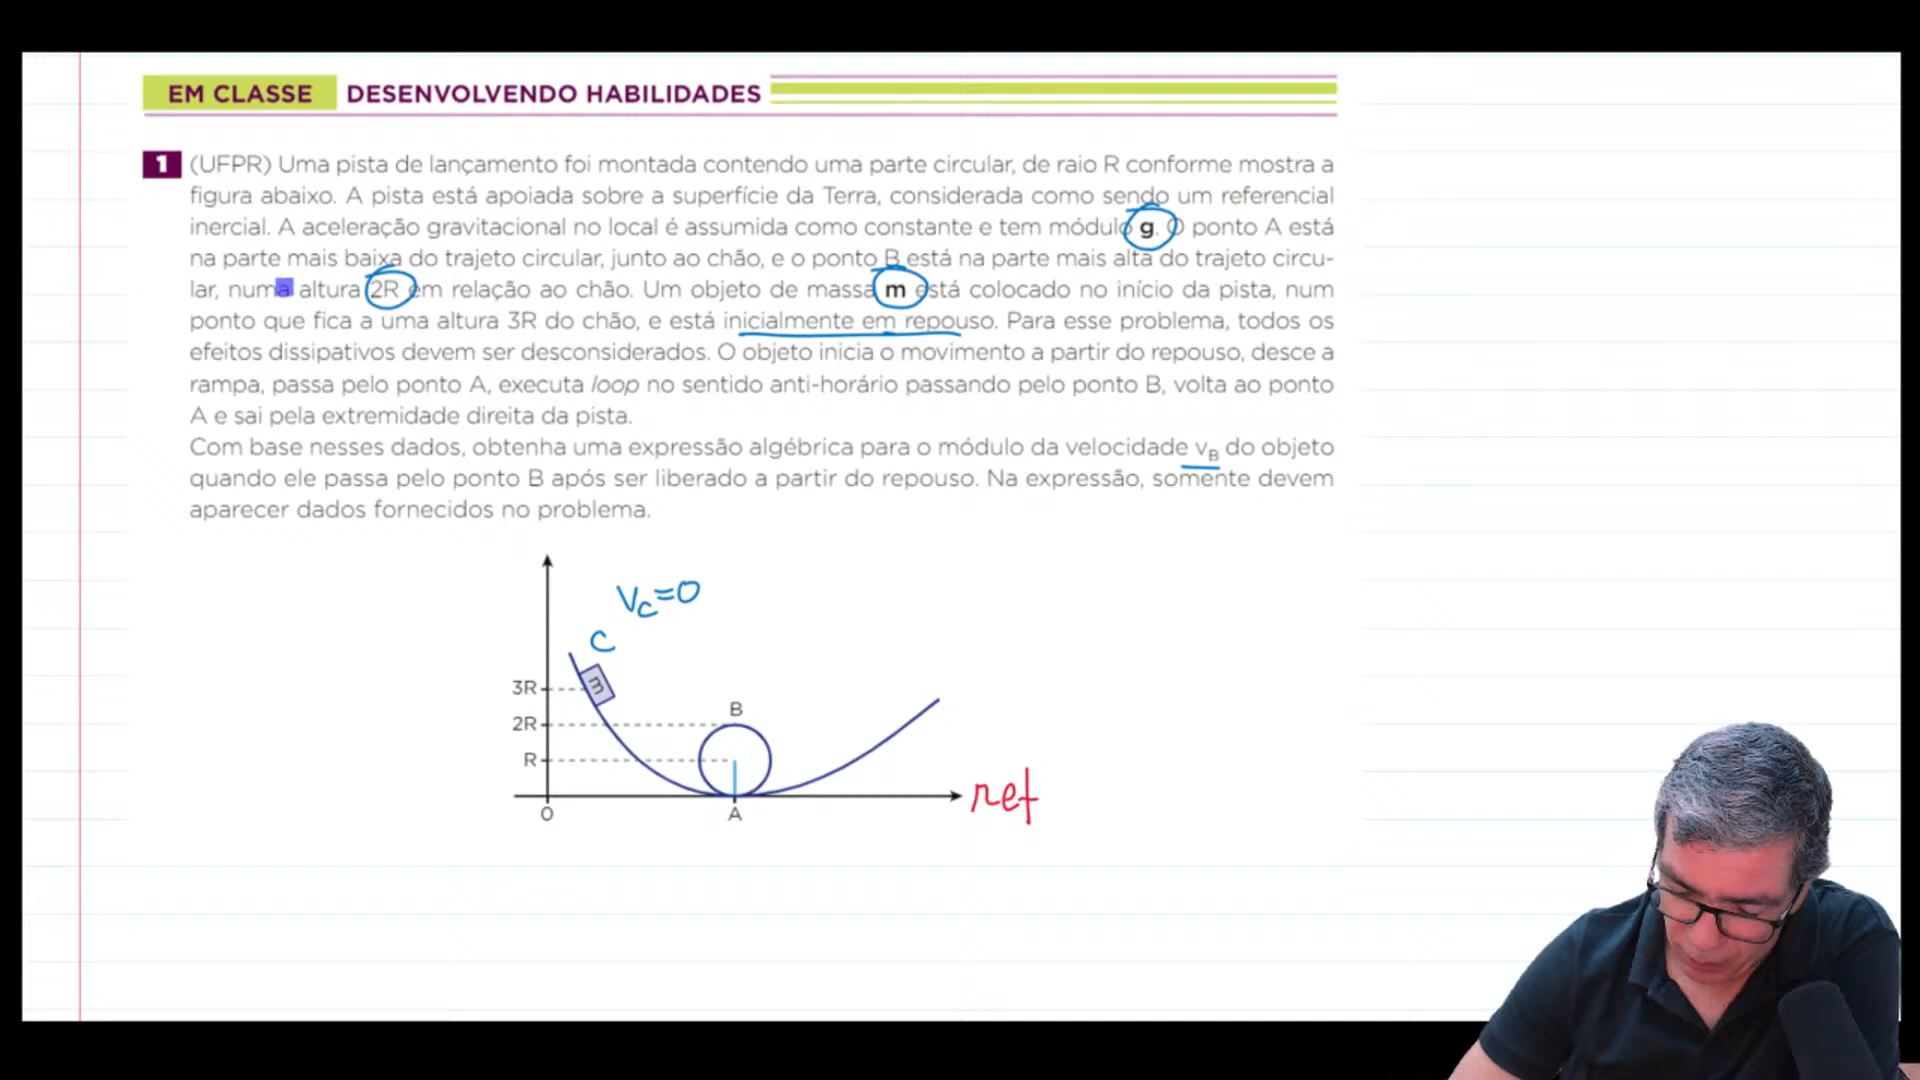 EM CLASSE DESENVOLVENDO HABILIDADES
1 (UFPR) Uma pista de lançamento foi montada contendo uma parte circular, de raio R conforme mostra a
figura abaixo. A pista está apoiada sobre a superfície da Terra, considerada como sendo um referencial
inercial. A aceleração gravitacional no local é assumida como constante e tem módulo g. O ponto A está
na parte mais baixa do trajeto circular, junto ao chão, e o ponto B está na parte mais alta do trajeto circu-
lar, numa altura 2R em relação ao chão. Um objeto de massa m está colocado no início da pista, num
ponto que fica a uma altura 3R do chão, e está inicialmente em repouso. Para esse problema, todos os
efeitos dissipativos devem ser desconsiderados. O objeto inicia o movimento a partir do repouso, desce a
rampa, passa pelo ponto A, executa loop no sentido anti-horário passando pelo ponto B, volta ao ponto
A e sai pela extremidade direita da pista.
Com base nesses dados, obtenha uma expressão algébrica para o módulo da velocidade vB do objeto
quando ele passa pelo ponto B após ser liberado a partir do repouso. Na expressão, somente devem
aparecer dados fornecidos no problema.
Vc=0
C
m
3R
B
2R
R
ref
0
A